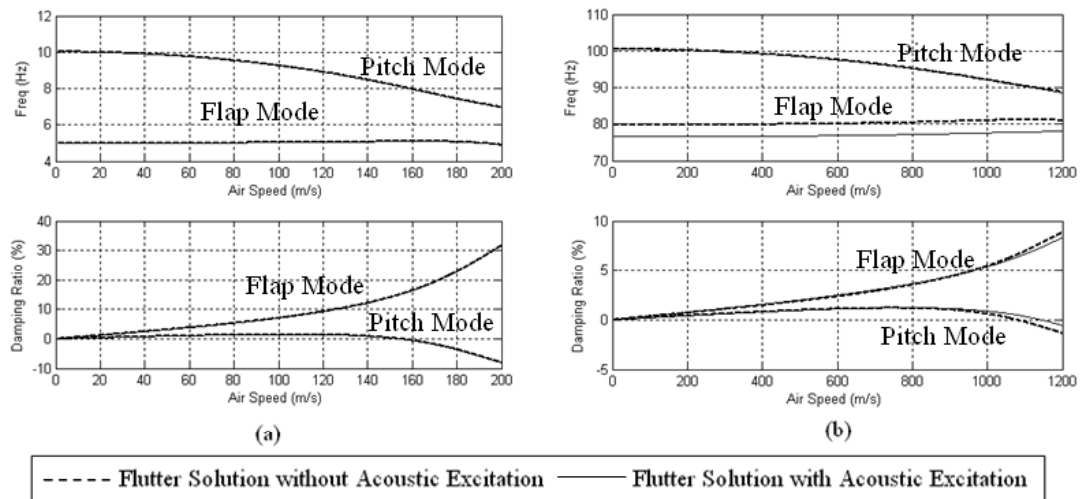 12
10
8
6
4
Freq (Hz)
Pitch Mode
Flap Mode
0 20 40 60 80 100 120 140 160 180 200
Air Speed (m/s)
110
100
90
80
70
Freq (Hz)
Pitch Mode
Flap Mode
0 200 400 600 800 1000 1200
Air Speed (m/s)
40
30
20
10
0
-10
Damping Ratio (%)
Flap Mode
Pitch Mode
0 20 40 60 80 100 120 140 160 180 200
Air Speed (m/s)
(a)
10
5
0
-5
Damping Ratio (%)
Flap Mode
Pitch Mode
0 200 400 600 800 1000 1200
Air Speed (m/s)
(b)
Flutter Solution without Acoustic Excitation
Flutter Solution with Acoustic Excitation